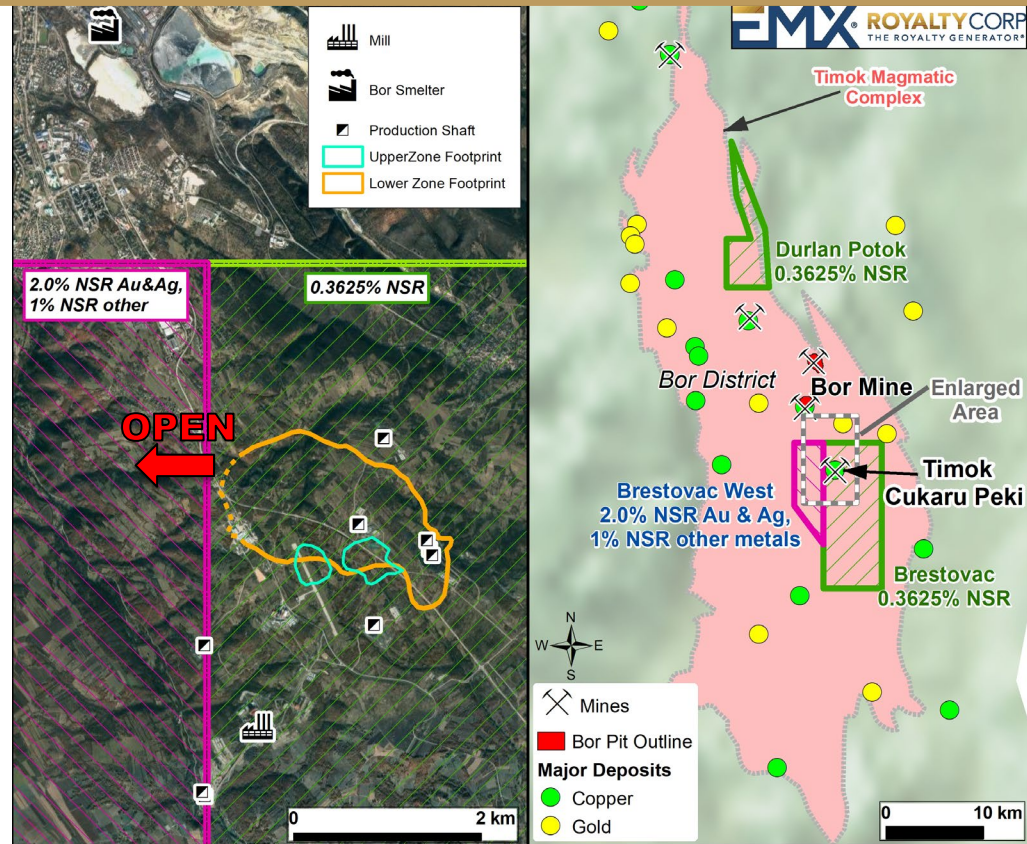 Mill
Bor Smelter
Production Shaft
UpperZone Footprint
Lower Zone Footprint
2.0% NSR Au&Ag,
1% NSR other
0.3625% NSR
OPEN
0
2 km
EMX® ROYALTY CORP
THE ROYALTY GENERATOR®
Timok Magmatic
Complex
Durlan Potok
0.3625% NSR
Bor District
Bor Mine
Enlarged
Area
Timok
Cukaru Peki
Brestovac West
2.0% NSR Au & Ag,
1% NSR other metals
Brestovac
0.3625% NSR
N
W
E
S
Mines
Bor Pit Outline
Major Deposits
Copper
Gold
0
10 km